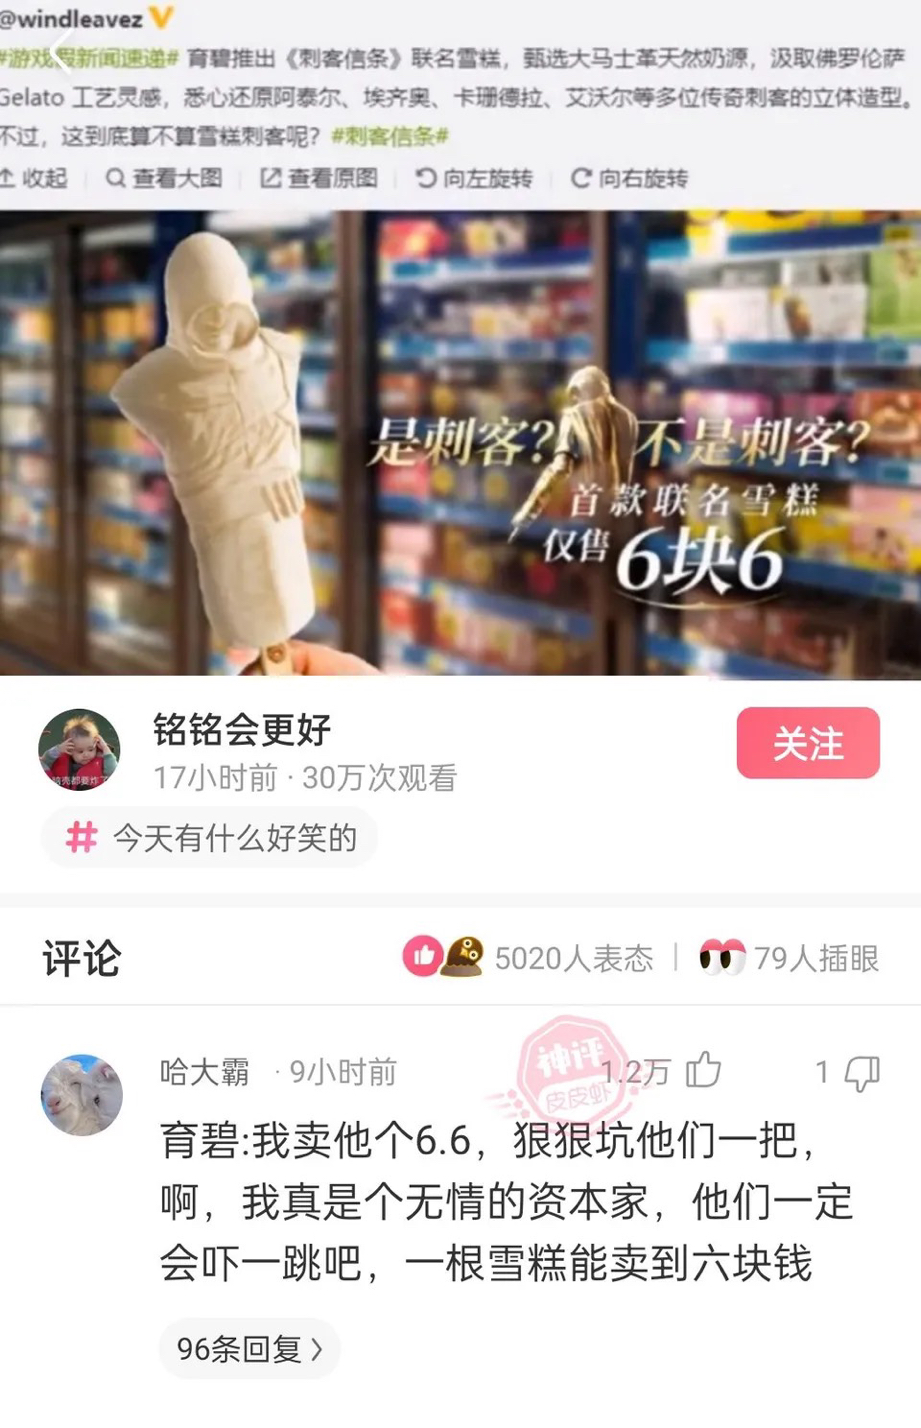 @windleavez
#游戏假新闻速递# 育碧推出《刺客信条》联名雪糕，甄选大马士革天然奶源，汲取佛罗伦萨
Gelato 工艺灵感，悉心还原阿泰尔、埃齐奥、卡珊德拉、艾沃尔等多位传奇刺客的立体造型。
不过，这到底算不算雪糕刺客呢？#刺客信条#
收起 查看大图 查看原图 向左旋转 向右旋转
是刺客? 不是刺客?
首款联名雪糕
仅售6块6
铭铭会更好
关注
17小时前 · 30万次观看
# 今天有什么好笑的
评论 5020人表态 | 79人插眼
神评
皮皮虾
哈大霸 · 9小时前 1.2万 1
育碧:我卖他个6.6，狠狠坑他们一把，
啊，我真是个无情的资本家，他们一定
会吓一跳吧，一根雪糕能卖到六块钱
96条回复 >